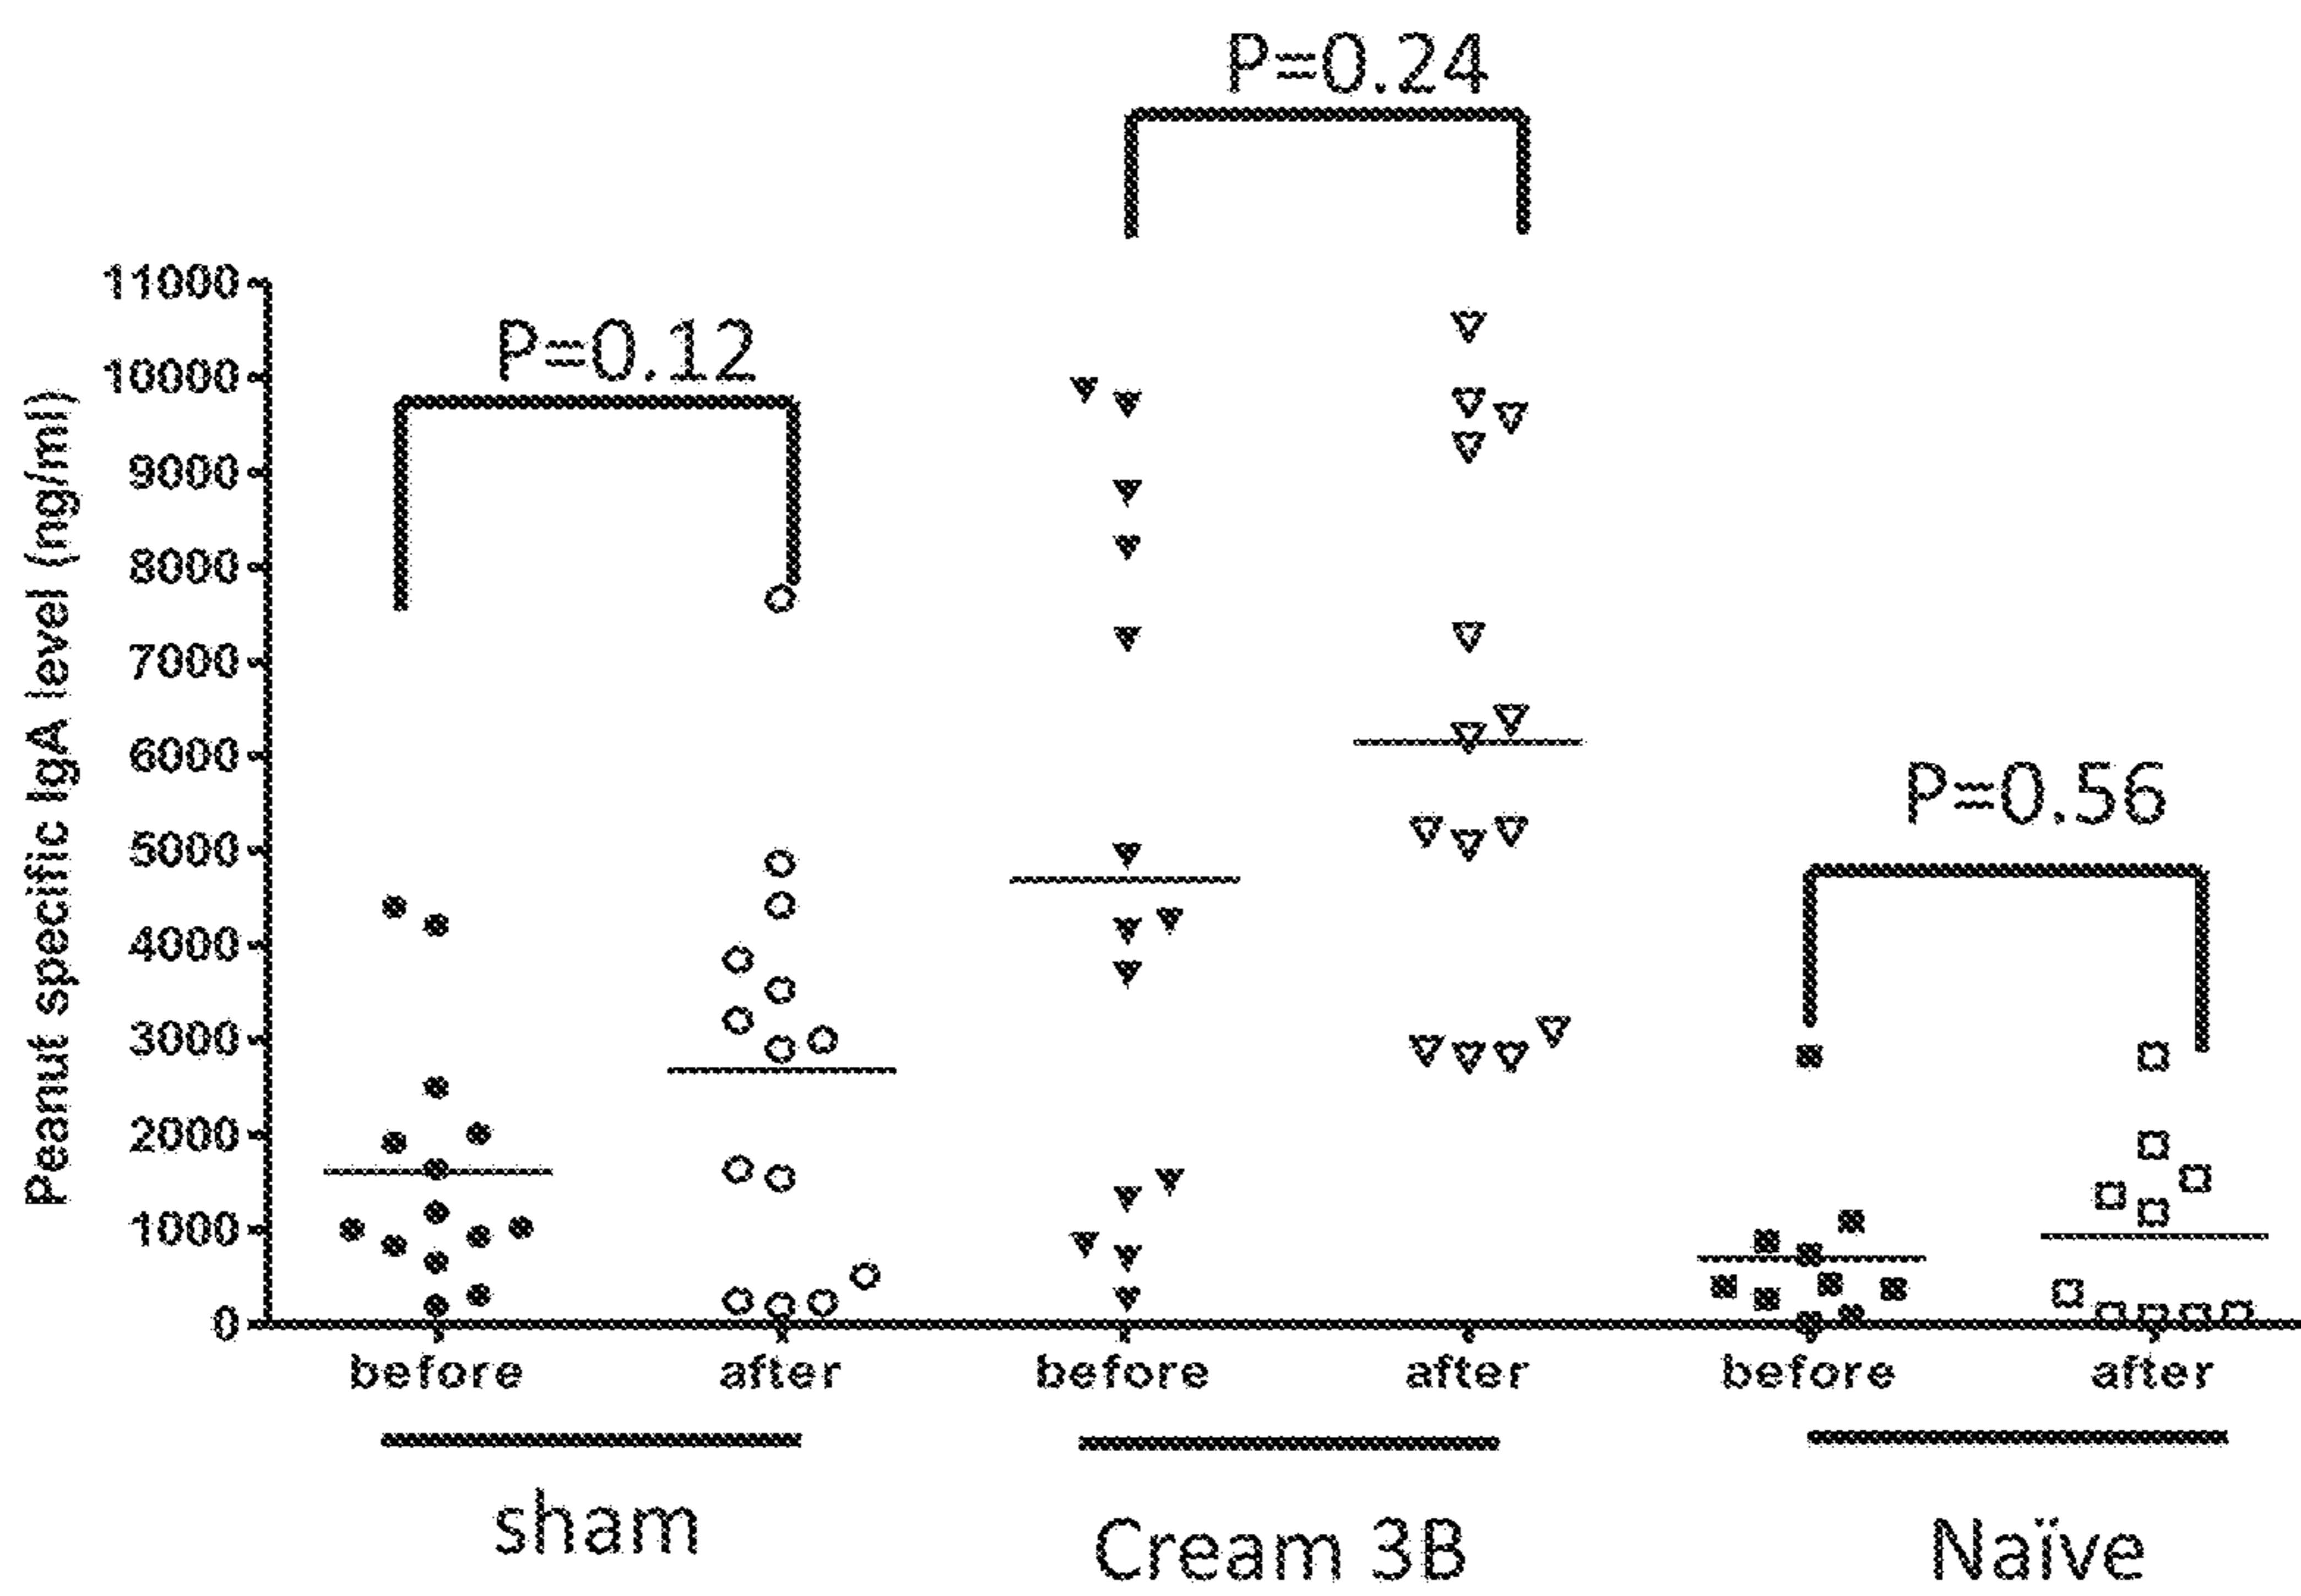 P=0.24
P=0.12
P=0.56
Peanut specific IgA level (ng/ml)
11000
10000
9000
8000
7000
6000
5000
4000
3000
2000
1000
0
before after before after before after
sham Cream 3B Naïve